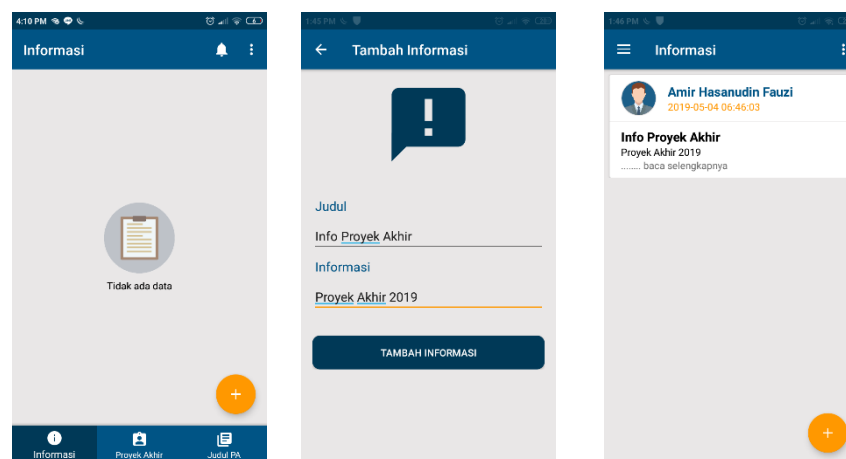 4:10 PM
Informasi
Tidak ada data
+
Informasi
Proyek Akhir
Judul PA
1:45 PM
Tambah Informasi
Judul
Info Proyek Akhir
Informasi
Proyek Akhir 2019
TAMBAH INFORMASI
1:46 PM
Informasi
Amir Hasanudin Fauzi
2019-05-04 06:46:03
Info Proyek Akhir
Proyek Akhir 2019
........ baca selengkapnya
+